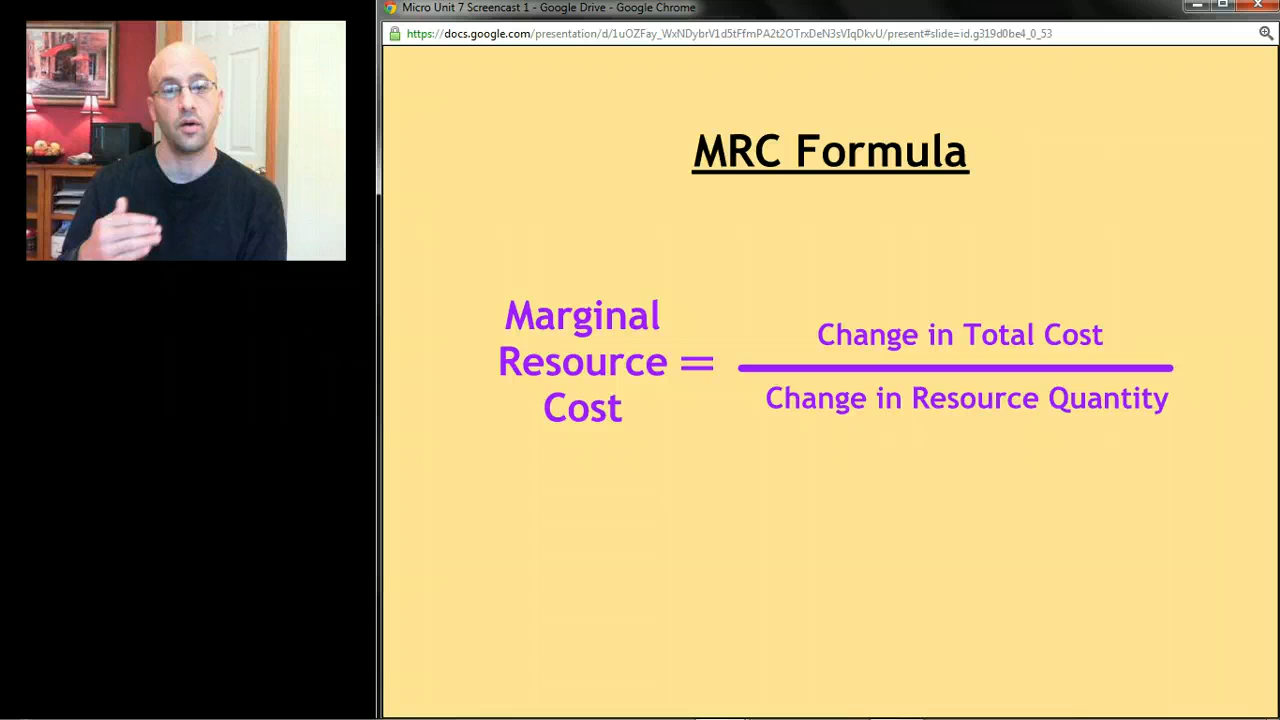 Micro Unit 7 Screencast 1 - Google Drive - Google Chrome
https://docs.google.com/presentation/d/1uOZFay_WxNDybrV1d5tFfmPA2t2OTrxDeN3sVIqDkvU/present#slide=id.g319d0be4_0_53
MRC Formula
Marginal
Resource
Cost
=
Change in Total Cost
Change in Resource Quantity